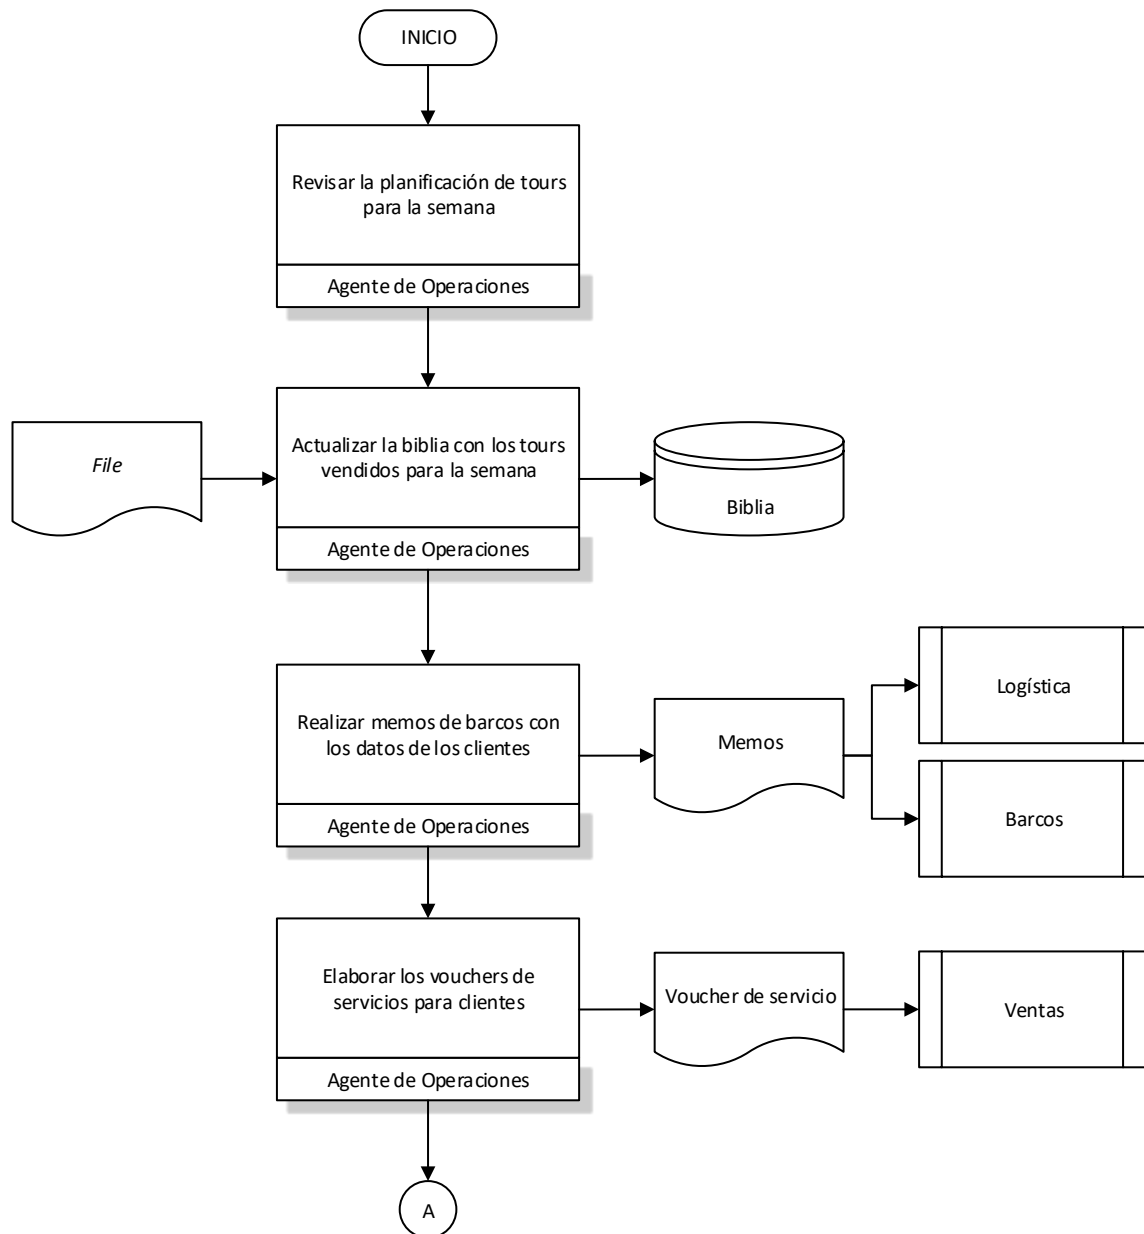 INICIO
Revisar la planificación de tours
para la semana
Agente de Operaciones
File
Actualizar la biblia con los tours
vendidos para la semana
Agente de Operaciones
Biblia
Realizar memos de barcos con
los datos de los clientes
Agente de Operaciones
Memos
Logística
Barcos
Elaborar los vouchers de
servicios para clientes
Agente de Operaciones
Voucher de servicio
Ventas
A